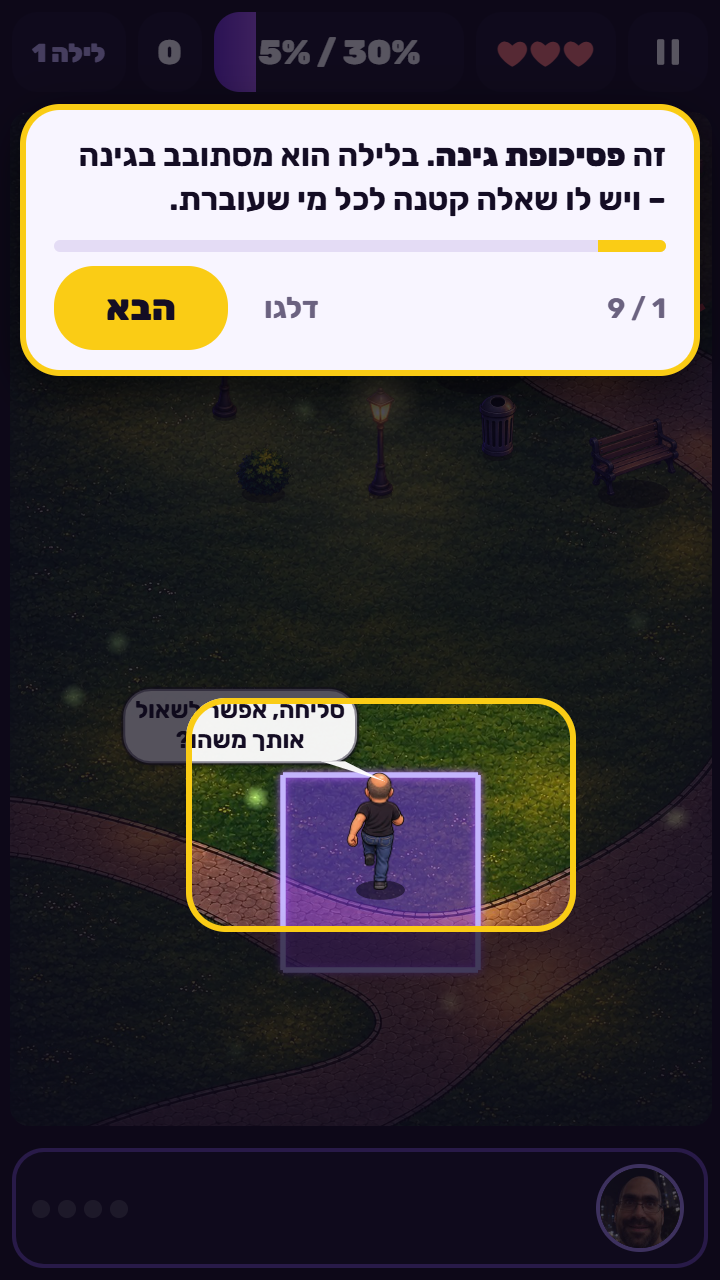 לילה 1
0
5% / 30%
זה פסיכופת גינה. בלילה הוא מסתובב בגינה
– ויש לו שאלה קטנה לכל מי שעוברת.
1 / 9
דלגו
הבא
סליחה, אפשר לשאול
אותך משהו?